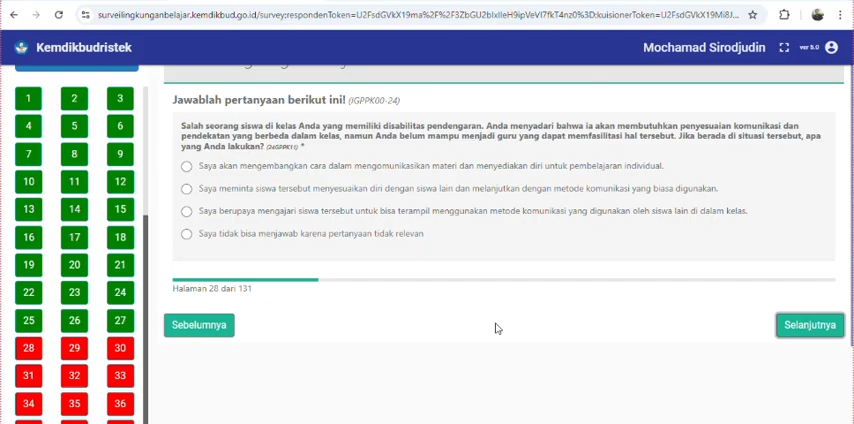 surveilingkunganbelajar.kemdikbud.go.id/survey;respondenToken=
Kemdikbudristek
Mochamad Sirodjudin
ver 5.0
1 2 3
4 5 6
7 8 9
10 11 12
13 14 15
16 17 18
19 20 21
22 23 24
25 26 27
28 29 30
31 32 33
34 35 36
Jawablah pertanyaan berikut ini! (IGPPK00-24)
Salah seorang siswa di kelas Anda yang memiliki disabilitas pendengaran. Anda menyadari bahwa ia akan membutuhkan penyesuaian komunikasi dan
pendekatan yang berbeda dalam kelas, namun Anda belum mampu menjadi guru yang dapat memfasilitasi hal tersebut. Jika berada di situasi tersebut, apa
yang Anda lakukan? (24GPPK11) *
Saya akan mengembangkan cara dalam mengomunikasikan materi dan menyediakan diri untuk pembelajaran individual.
Saya meminta siswa tersebut menyesuaikan diri dengan siswa lain dan melanjutkan dengan metode komunikasi yang biasa digunakan.
Saya berupaya mengajari siswa tersebut untuk bisa terampil menggunakan metode komunikasi yang digunakan oleh siswa lain di dalam kelas.
Saya tidak bisa menjawab karena pertanyaan tidak relevan
Halaman 28 dari 131
Sebelumnya
Selanjutnya